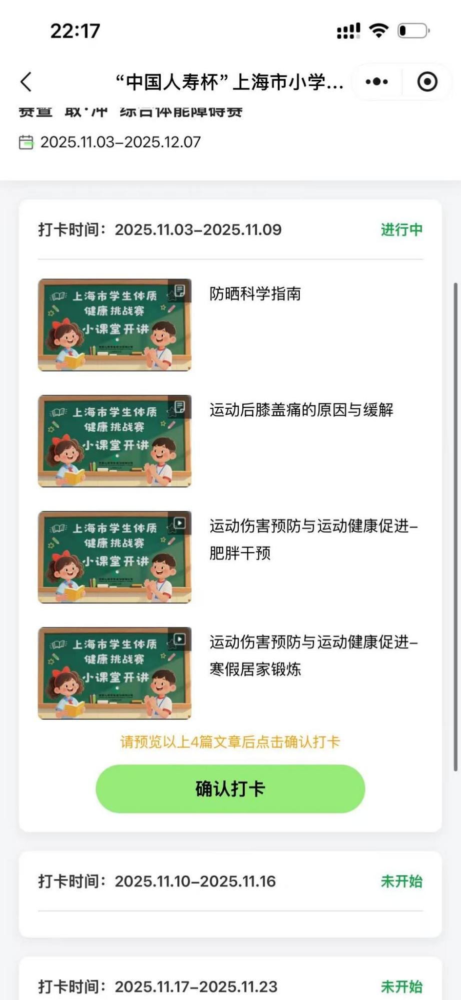 22:17
“中国人寿杯”上海市小学...
赛暨“敢·冲”综合体能障碍赛
2025.11.03-2025.12.07
打卡时间：2025.11.03-2025.11.09
进行中
上海市学生体质
健康挑战赛
小课堂开讲
防晒科学指南
上海市学生体质
健康挑战赛
小课堂开讲
运动后膝盖痛的原因与缓解
上海市学生体质
健康挑战赛
小课堂开讲
运动伤害预防与运动健康促进-
肥胖干预
上海市学生体质
健康挑战赛
小课堂开讲
运动伤害预防与运动健康促进-
寒假居家锻炼
请预览以上4篇文章后点击确认打卡
确认打卡
打卡时间：2025.11.10-2025.11.16
未开始
打卡时间：2025.11.17-2025.11.23
未开始